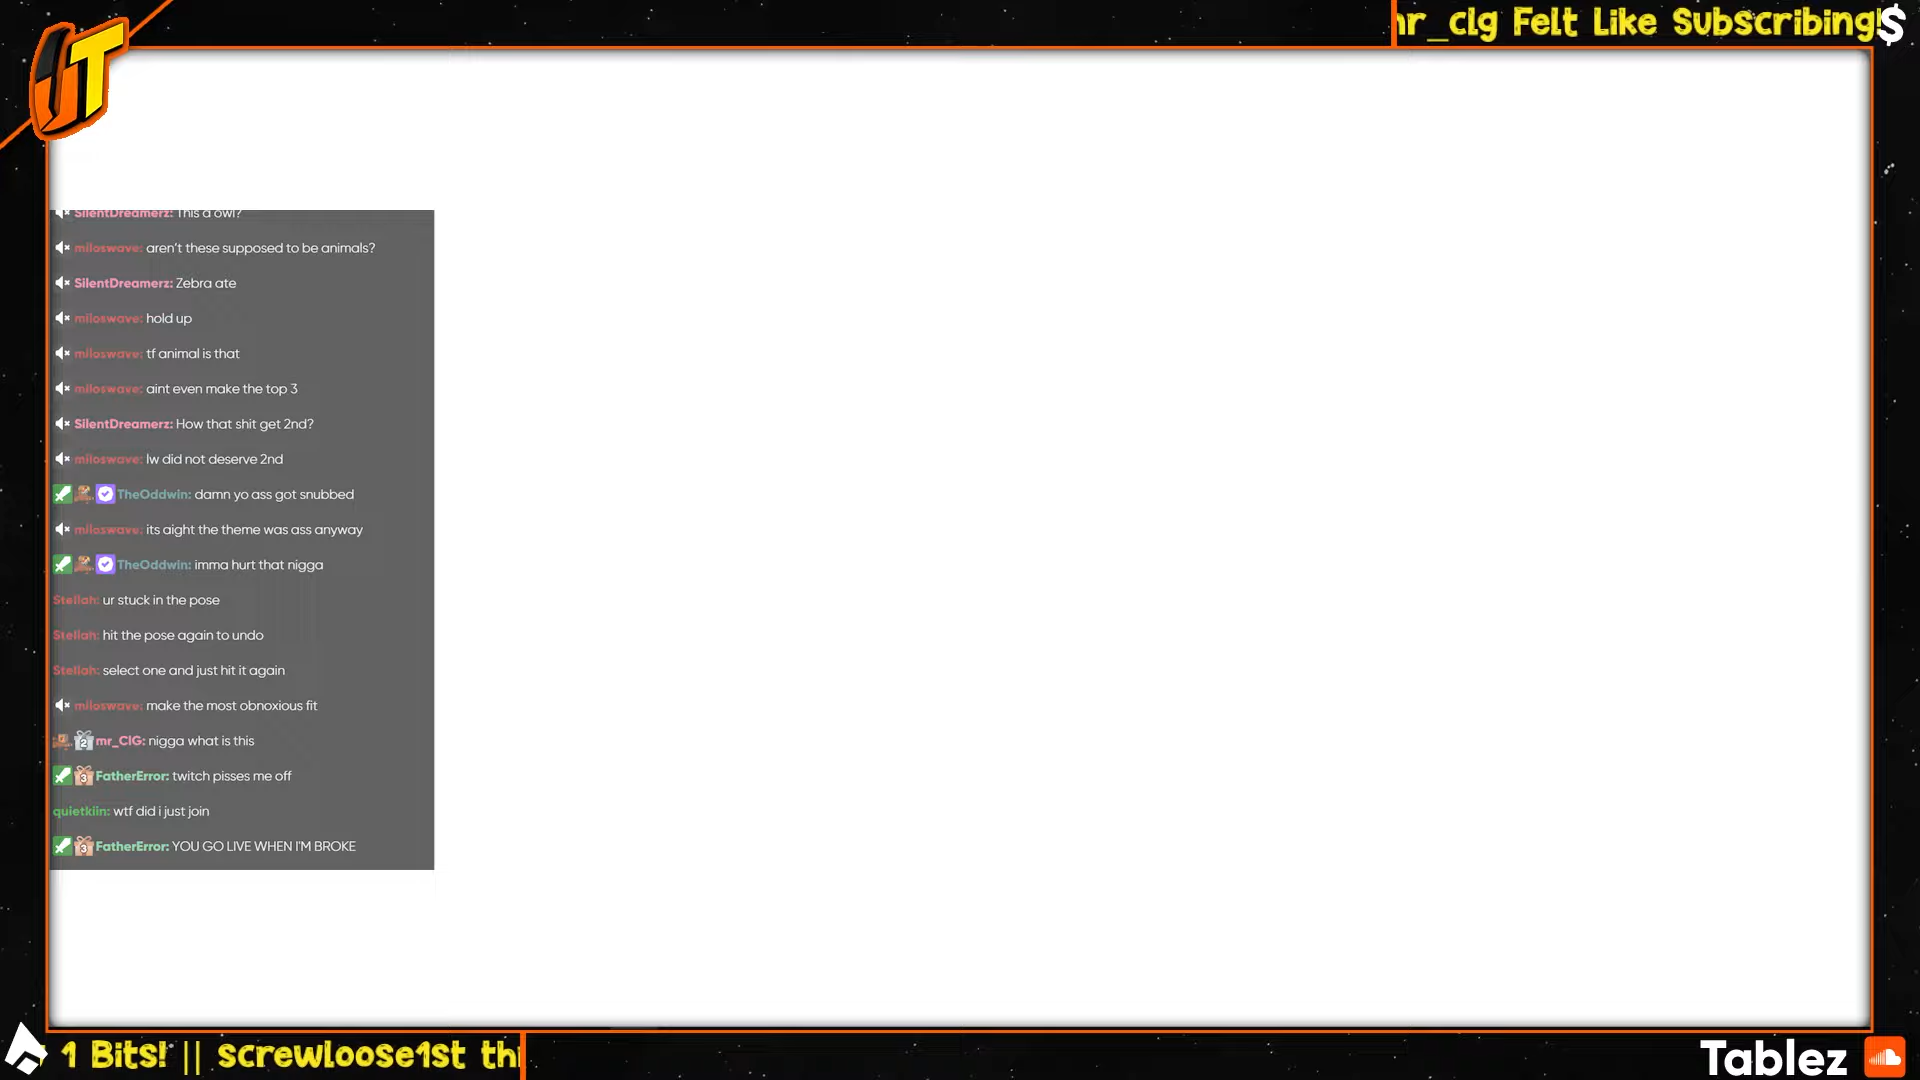 mr_clg Felt Like Subscribing!
$
JT
SilentDreamerz: This a owl?
miloswave: aren't these supposed to be animals?
SilentDreamerz: Zebra ate
miloswave: hold up
miloswave: tf animal is that
miloswave: aint even make the top 3
SilentDreamerz: How that shit get 2nd?
miloswave: lw did not deserve 2nd
TheOddwin: damn yo ass got snubbed
miloswave: its aight the theme was ass anyway
TheOddwin: imma hurt that nigga
Stellah: ur stuck in the pose
Stellah: hit the pose again to undo
Stellah: select one and just hit it again
miloswave: make the most obnoxious fit
2 mr_ClG: nigga what is this
3 FatherError: twitch pisses me off
quietkiin: wtf did i just join
3 FatherError: YOU GO LIVE WHEN I'M BROKE
1 Bits! || screwloose1st thi
Tablez